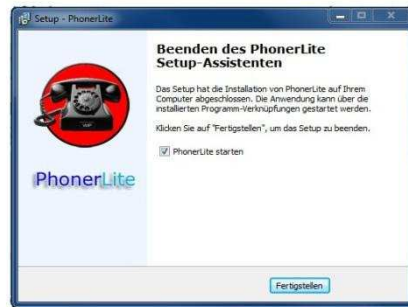 Setup - PhonerLite
Beenden des PhonerLite
Setup-Assistenten
Das Setup hat die Installation von PhonerLite auf Ihrem
Computer abgeschlossen. Die Anwendung kann über die
installierten Programm-Verknüpfungen gestartet werden.
Klicken Sie auf "Fertigstellen", um das Setup zu beenden.
PhonerLite starten
PhonerLite
Fertigstellen